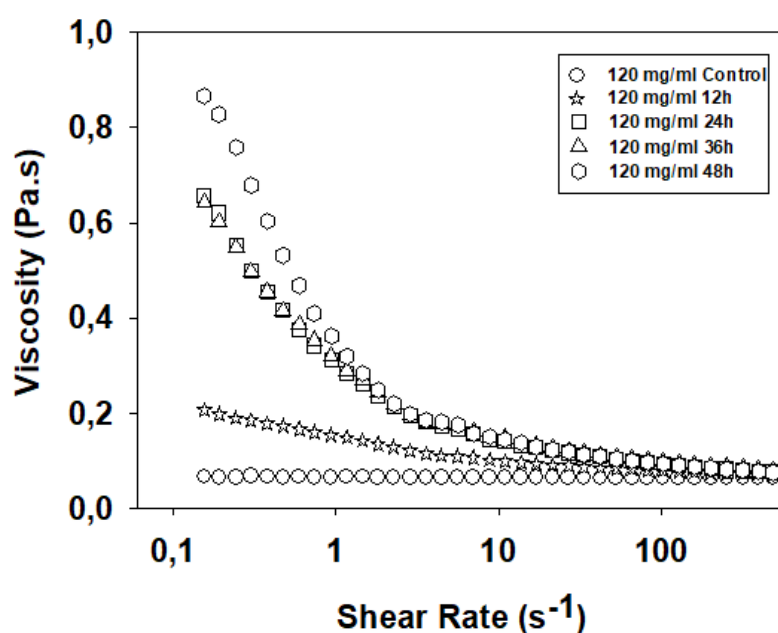 1,0
0,8
0,6
0,4
0,2
0,0
Viscosity (Pa.s)
120 mg/ml Control
120 mg/ml 12h
120 mg/ml 24h
120 mg/ml 36h
120 mg/ml 48h
0,1 1 10 100
Shear Rate (s⁻¹)